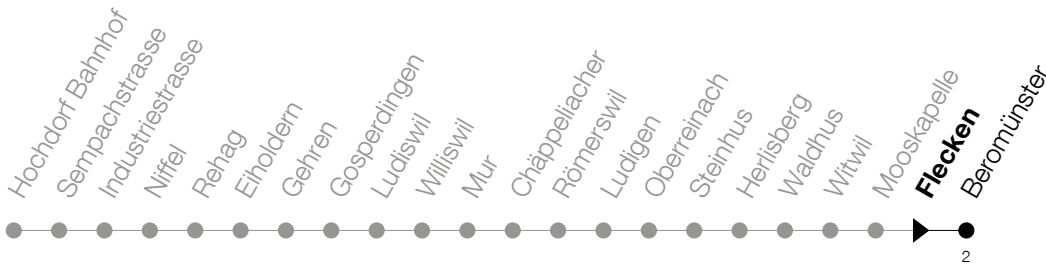 Hochdorf Bahnhof
Sempachstrasse
Industriestrasse
Niffel
Rehag
Eiholdern
Gehren
Gosperdingen
Ludiswil
Williswil
Mur
Chäppeliacher
Römerswil
Ludigen
Oberreinach
Steinhus
Herlisberg
Waldhus
Witwil
Mooskapelle
Flecken
Beromünster
2